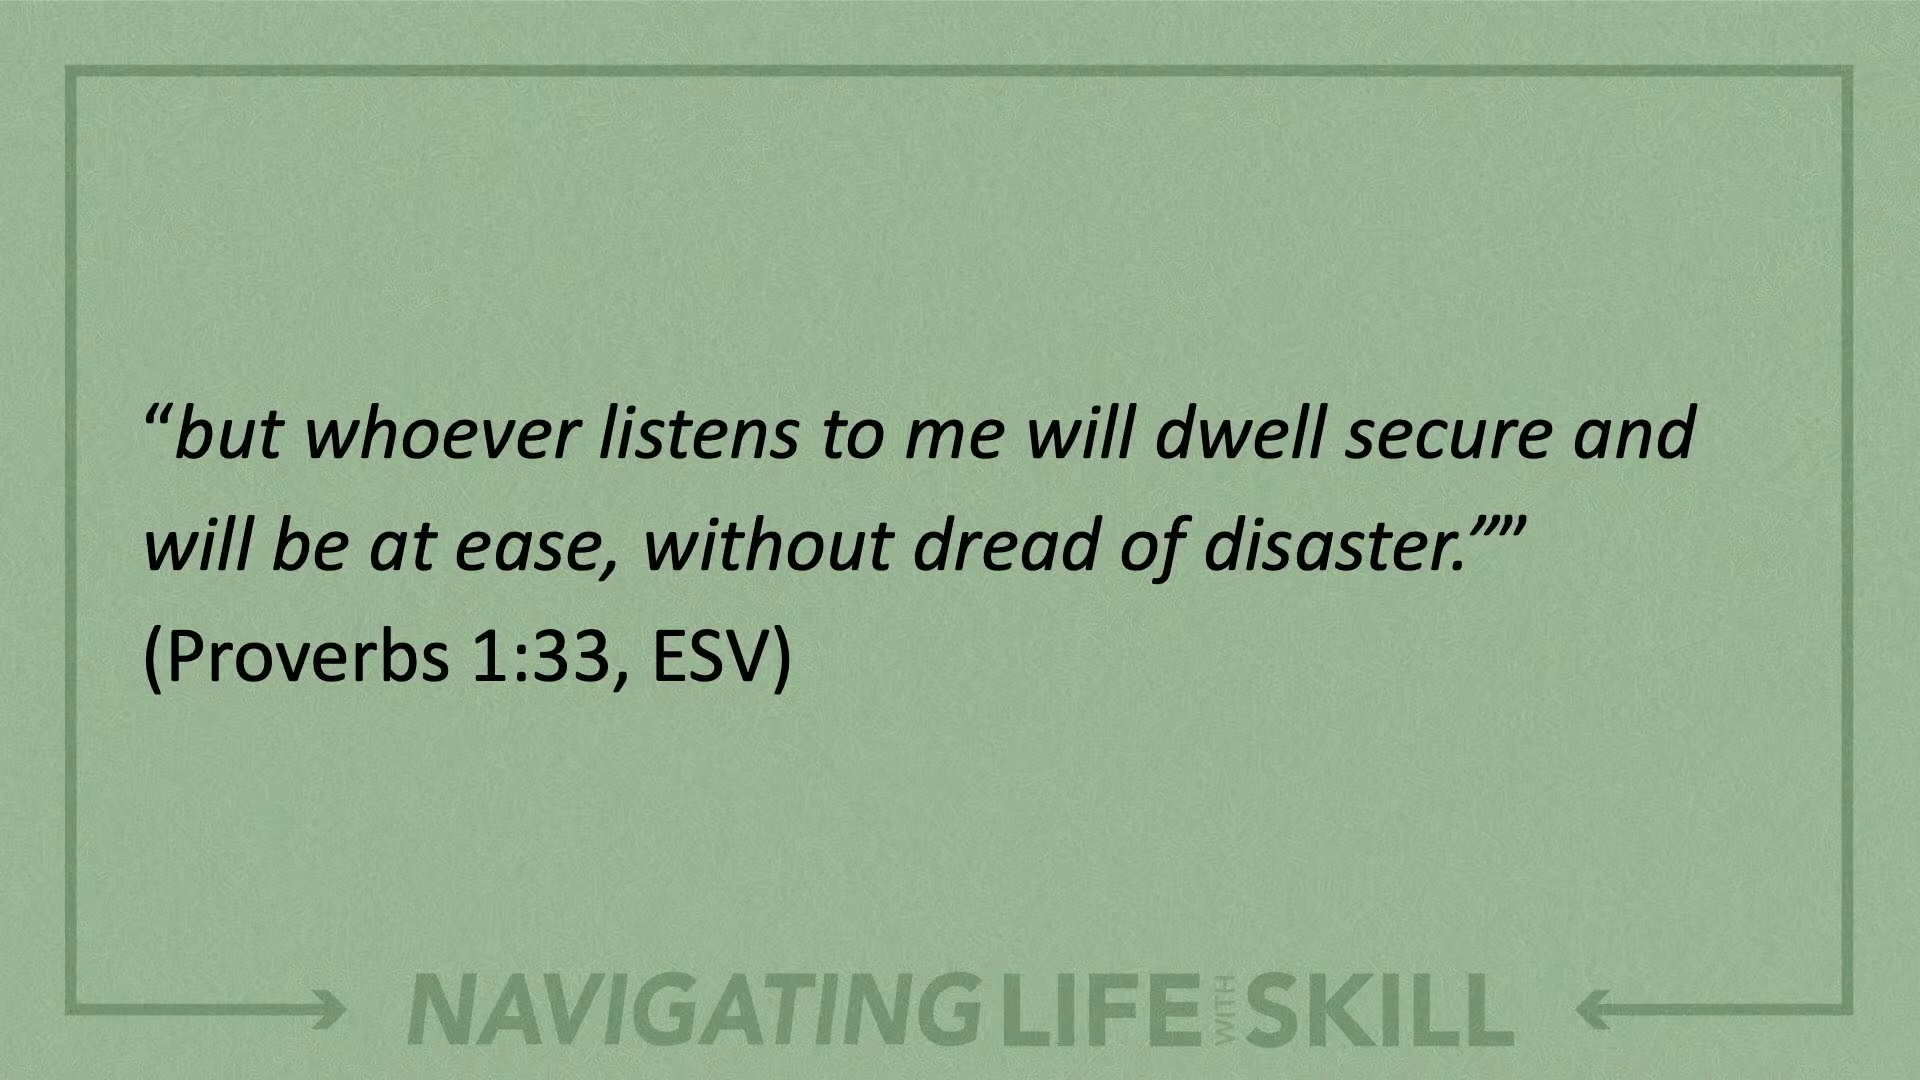 “but whoever listens to me will dwell secure and
will be at ease, without dread of disaster.””
(Proverbs 1:33, ESV)
NAVIGATING LIFE WITH SKILL